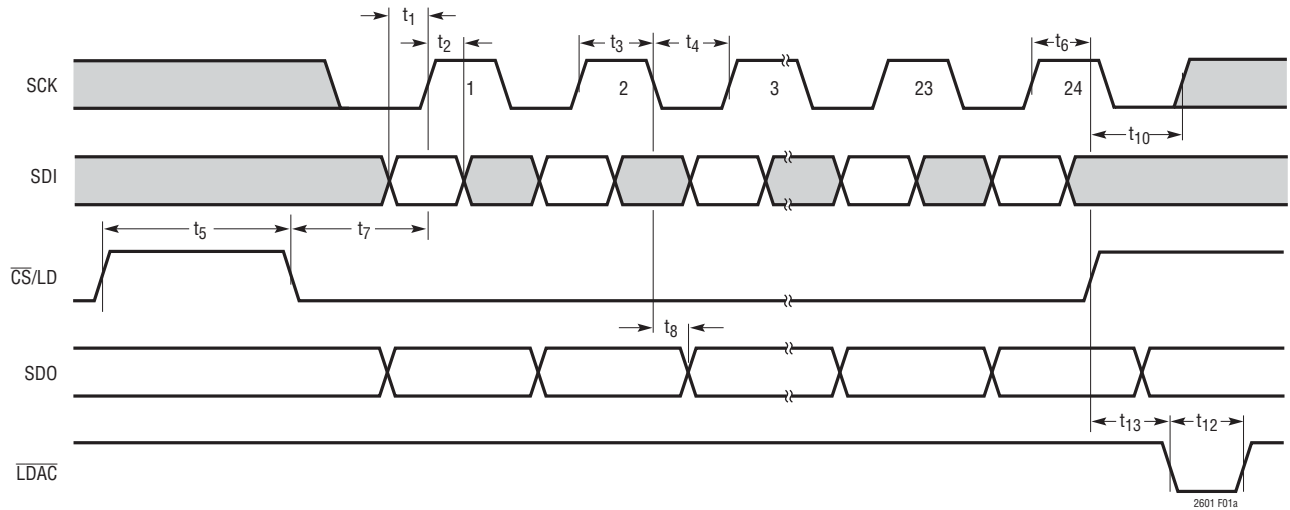 t1
t2 t3 t4 t6
SCK 1 2 3 23 24
t10
SDI
t5 t7
CS/LD
t8
SDO
t13 t12
LDAC
2601 F01a